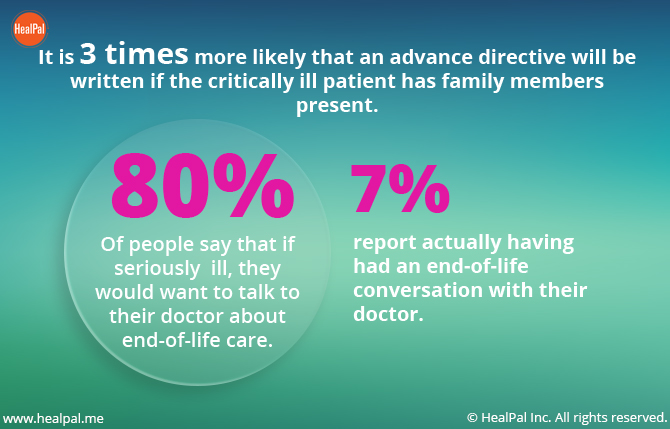 HealPal
It is 3 times more likely that an advance directive will be
written if the critically ill patient has family members
present.
80%
Of people say that if
seriously ill, they
would want to talk to
their doctor about
end-of-life care.
7%
report actually having
had an end-of-life
conversation with their
doctor.
www.healpal.me
© HealPal Inc. All rights reserved.